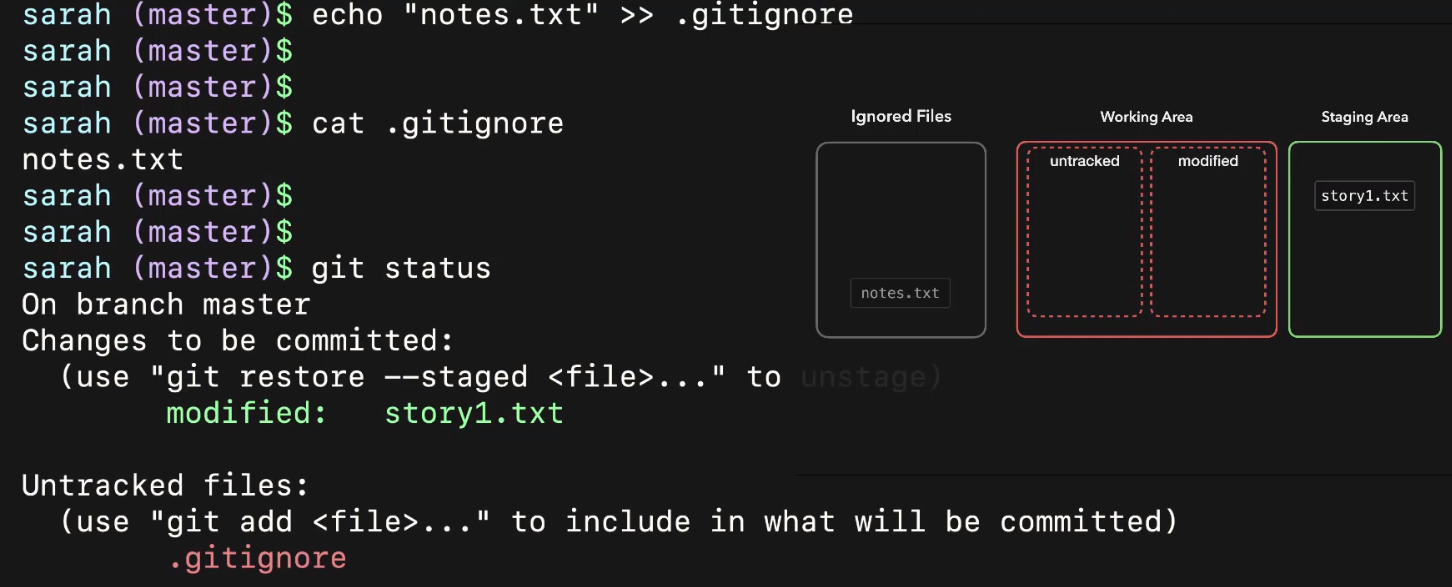 sarah (master)$ echo "notes.txt" >> .gitignore
sarah (master)$
sarah (master)$
sarah (master)$ cat .gitignore
notes.txt
sarah (master)$
sarah (master)$
sarah (master)$ git status
On branch master
Changes to be committed:
(use "git restore --staged <file>..." to unstage)
modified: story1.txt
Untracked files:
(use "git add <file>..." to include in what will be committed)
.gitignore
Ignored Files
notes.txt
Working Area
untracked
modified
Staging Area
story1.txt